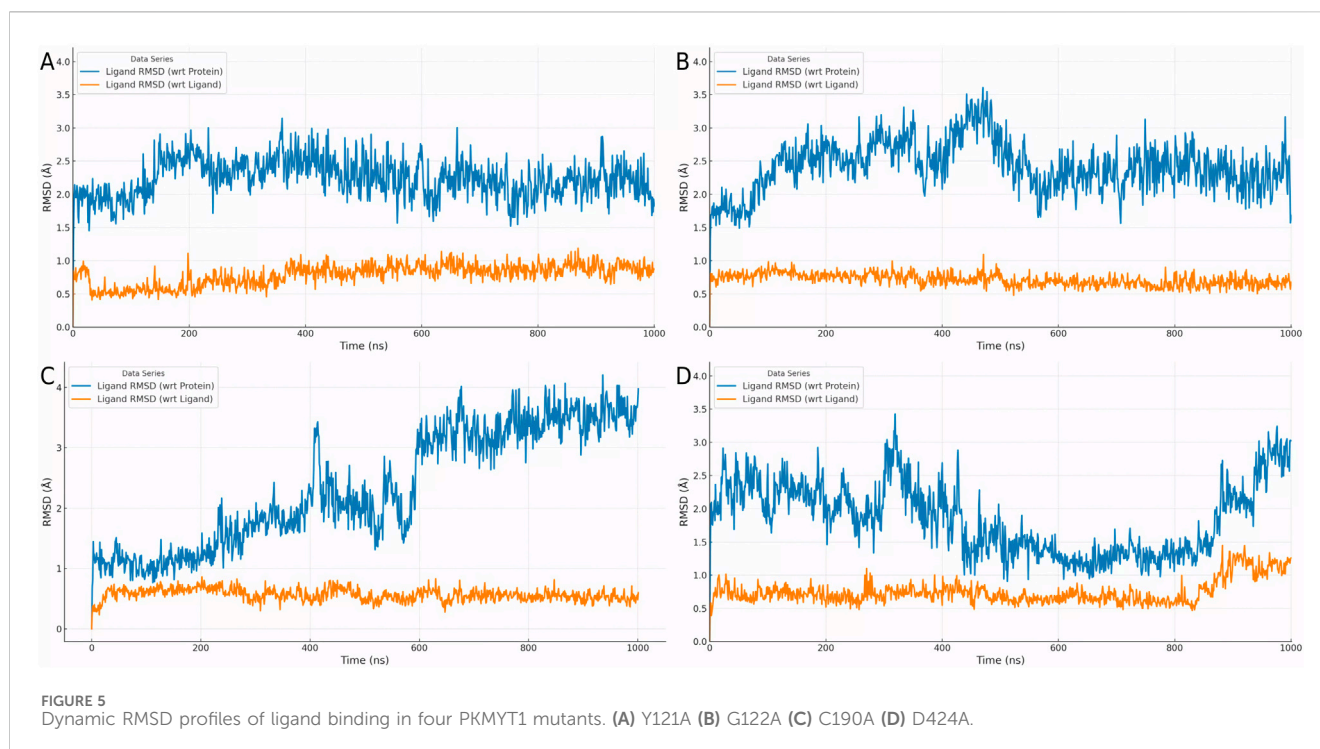 A
Data Series
Ligand RMSD (wrt Protein)
Ligand RMSD (wrt Ligand)
4.0
3.5
3.0
2.5
2.0
1.5
1.0
0.5
0.0
RMSD (Å)
0
200
400
600
800
1000
Time (ns)
B
Data Series
Ligand RMSD (wrt Protein)
Ligand RMSD (wrt Ligand)
4.0
3.5
3.0
2.5
2.0
1.5
1.0
0.5
0.0
RMSD (Å)
0
200
400
600
800
1000
Time (ns)
C
Data Series
Ligand RMSD (wrt Protein)
Ligand RMSD (wrt Ligand)
4
3
2
1
0
RMSD (Å)
0
200
400
600
800
1000
Time (ns)
D
Data Series
Ligand RMSD (wrt Protein)
Ligand RMSD (wrt Ligand)
4.0
3.5
3.0
2.5
2.0
1.5
1.0
0.5
0.0
RMSD (Å)
0
200
400
600
800
1000
Time (ns)
FIGURE 5
Dynamic RMSD profiles of ligand binding in four PKMYT1 mutants. (A) Y121A (B) G122A (C) C190A (D) D424A.